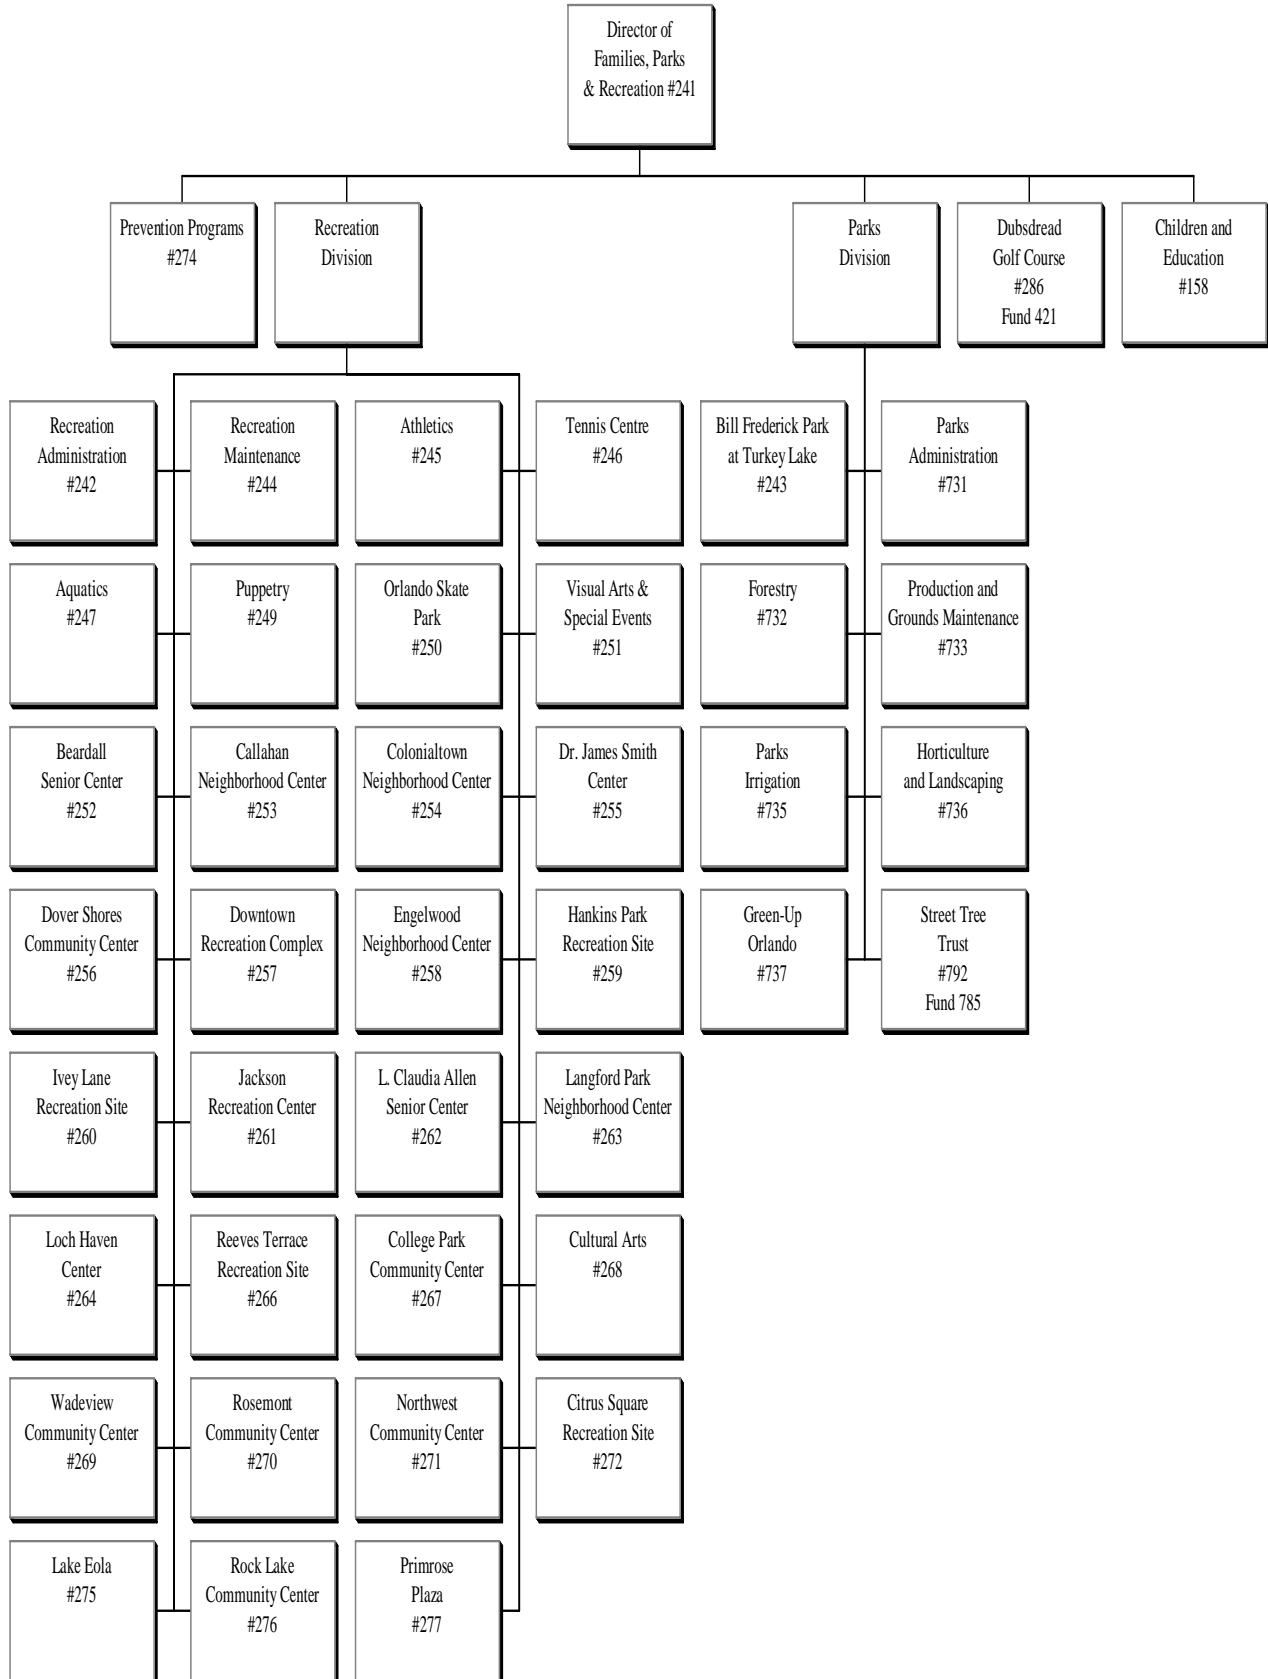 Director of
Families, Parks
& Recreation #241
Prevention Programs
#274
Recreation
Division
Parks
Division
Dubsdread
Golf Course
#286
Fund 421
Children and
Education
#158
Recreation
Administration
#242
Recreation
Maintenance
#244
Athletics
#245
Tennis Centre
#246
Bill Frederick Park
at Turkey Lake
#243
Parks
Administration
#731
Aquatics
#247
Puppetry
#249
Orlando Skate
Park
#250
Visual Arts &
Special Events
#251
Forestry
#732
Production and
Grounds Maintenance
#733
Beardall
Senior Center
#252
Callahan
Neighborhood Center
#253
Colonialtown
Neighborhood Center
#254
Dr. James Smith
Center
#255
Parks
Irrigation
#735
Horticulture
and Landscaping
#736
Dover Shores
Community Center
#256
Downtown
Recreation Complex
#257
Engelwood
Neighborhood Center
#258
Hankins Park
Recreation Site
#259
Green-Up
Orlando
#737
Street Tree
Trust
#792
Fund 785
Ivey Lane
Recreation Site
#260
Jackson
Recreation Center
#261
L. Claudia Allen
Senior Center
#262
Langford Park
Neighborhood Center
#263
Loch Haven
Center
#264
Reeves Terrace
Recreation Site
#266
College Park
Community Center
#267
Cultural Arts
#268
Wadeview
Community Center
#269
Rosemont
Community Center
#270
Northwest
Community Center
#271
Citrus Square
Recreation Site
#272
Lake Eola
#275
Rock Lake
Community Center
#276
Primrose
Plaza
#277